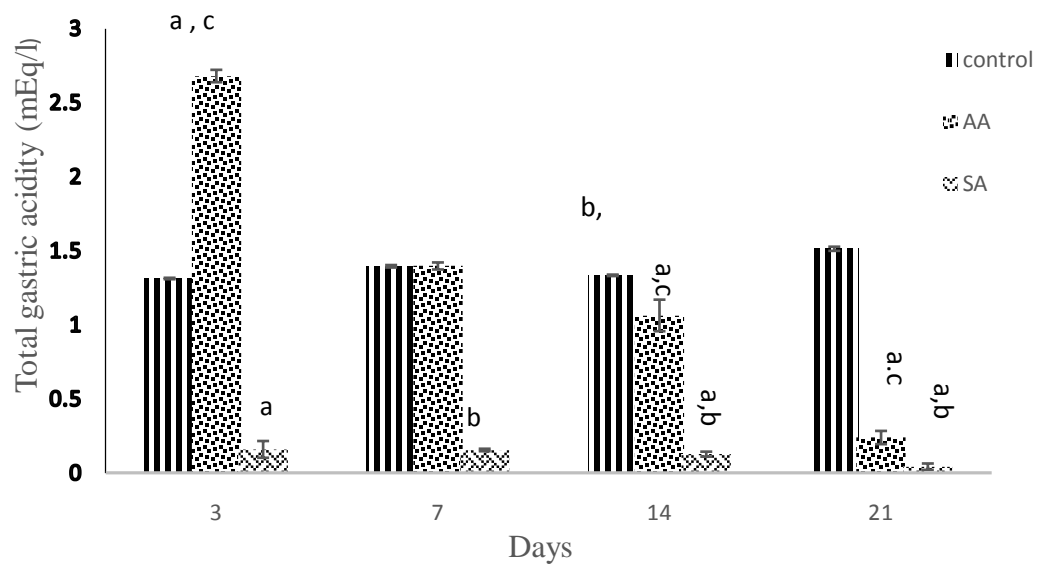 Total gastric acidity (mEq/l)
3
2.5
2
1.5
1
0.5
0
a , c
a
b
b,
a,c
a,b
a.c
a,b
control
AA
SA
3
7
14
21
Days